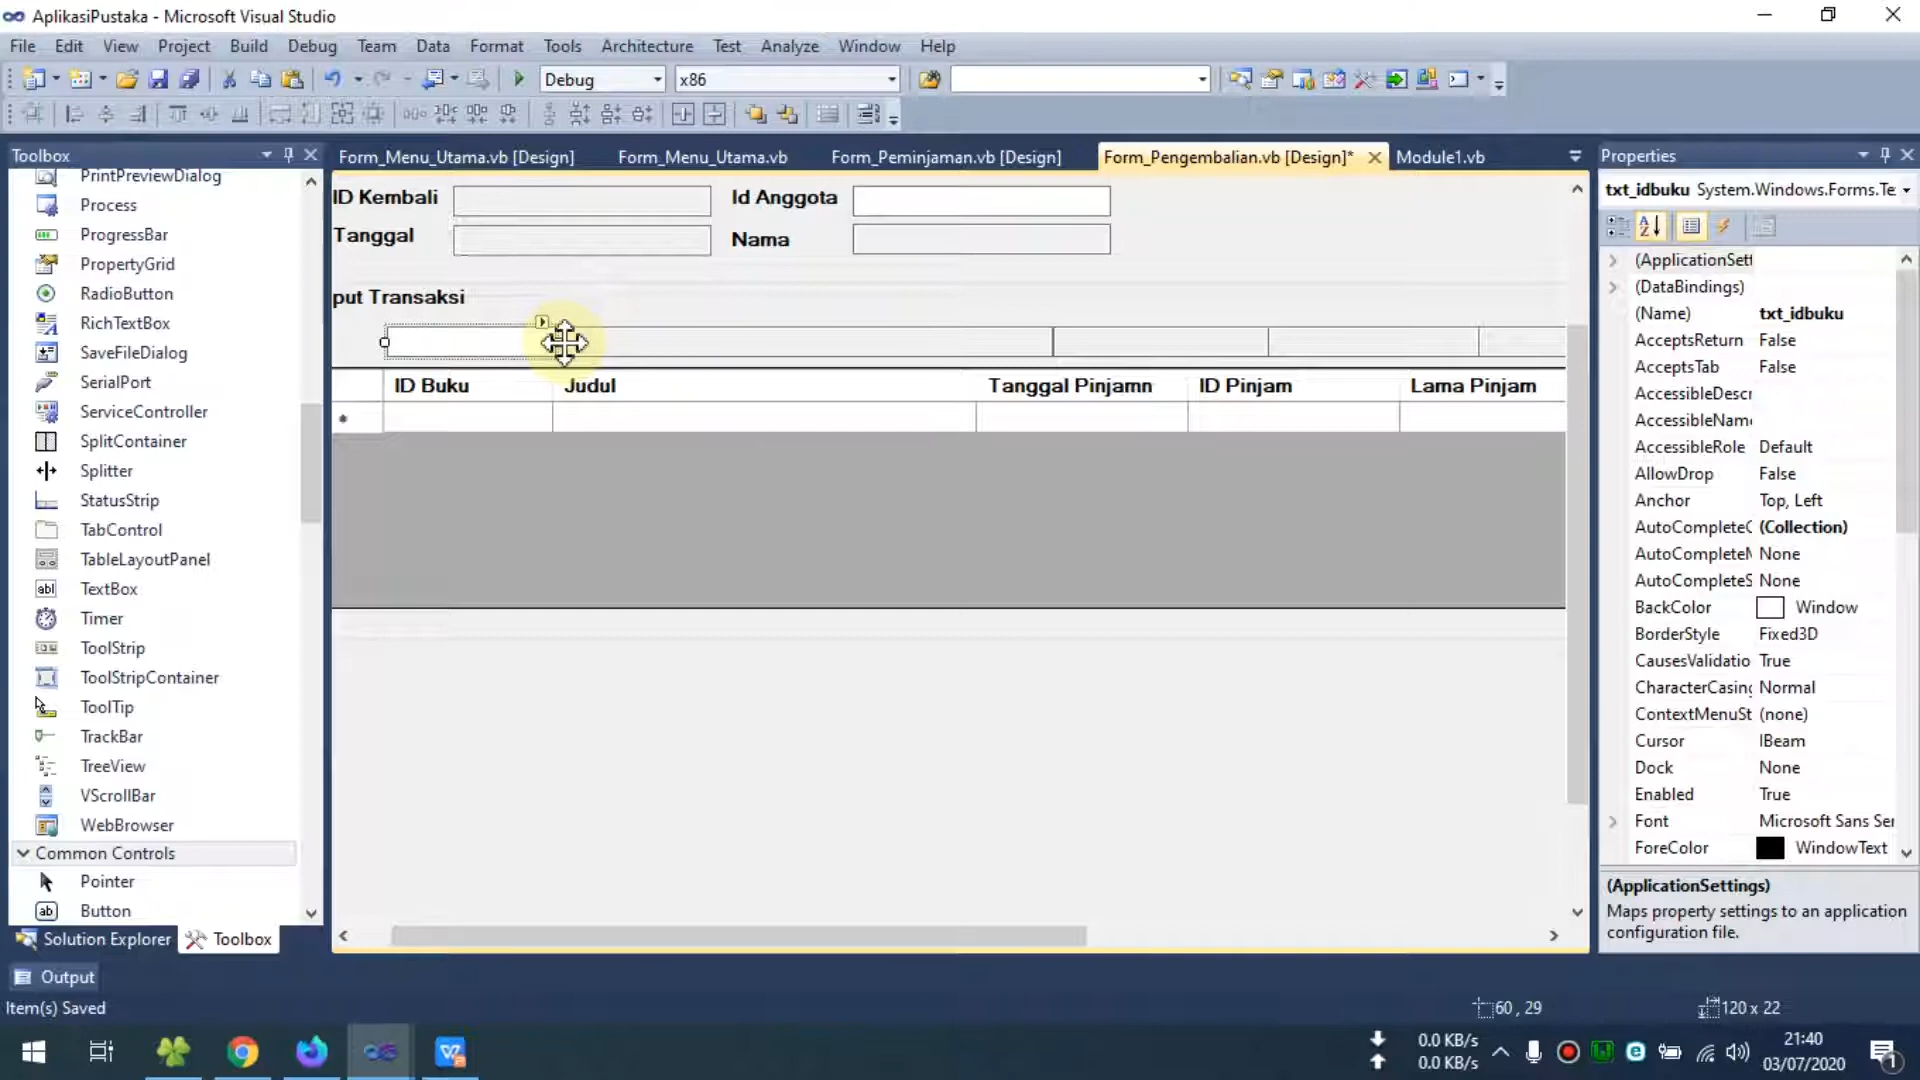 AplikasiPustaka - Microsoft Visual Studio
File Edit View Project Build Debug Team Data Format Tools Architecture Test Analyze Window Help
Debug x86
Toolbox
Form_Menu_Utama.vb [Design] Form_Menu_Utama.vb Form_Peminjaman.vb [Design] Form_Pengembalian.vb [Design]* Module1.vb
Properties
PrintPreviewDialog
Process
ProgressBar
PropertyGrid
RadioButton
RichTextBox
SaveFileDialog
SerialPort
ServiceController
SplitContainer
Splitter
StatusStrip
TabControl
TableLayoutPanel
TextBox
Timer
ToolStrip
ToolStripContainer
ToolTip
TrackBar
TreeView
VScrollBar
WebBrowser
Common Controls
Pointer
Button
Solution Explorer Toolbox
ID Kembali Id Anggota
Tanggal Nama
put Transaksi
ID Buku Judul Tanggal Pinjamn ID Pinjam Lama Pinjam
txt_idbuku System.Windows.Forms.Te
(ApplicationSett
(DataBindings)
(Name) txt_idbuku
AcceptsReturn False
AcceptsTab False
AccessibleDescr
AccessibleName
AccessibleRole Default
AllowDrop False
Anchor Top, Left
AutoCompleteC (Collection)
AutoCompleteM None
AutoCompleteS None
BackColor Window
BorderStyle Fixed3D
CausesValidatio True
CharacterCasing Normal
ContextMenuSt (none)
Cursor IBeam
Dock None
Enabled True
Font Microsoft Sans Ser
ForeColor WindowText
(ApplicationSettings)
Maps property settings to an application
configuration file.
Output
Item(s) Saved 60 , 29 120 x 22
0.0 KB/s
0.0 KB/s
21:40
03/07/2020
1